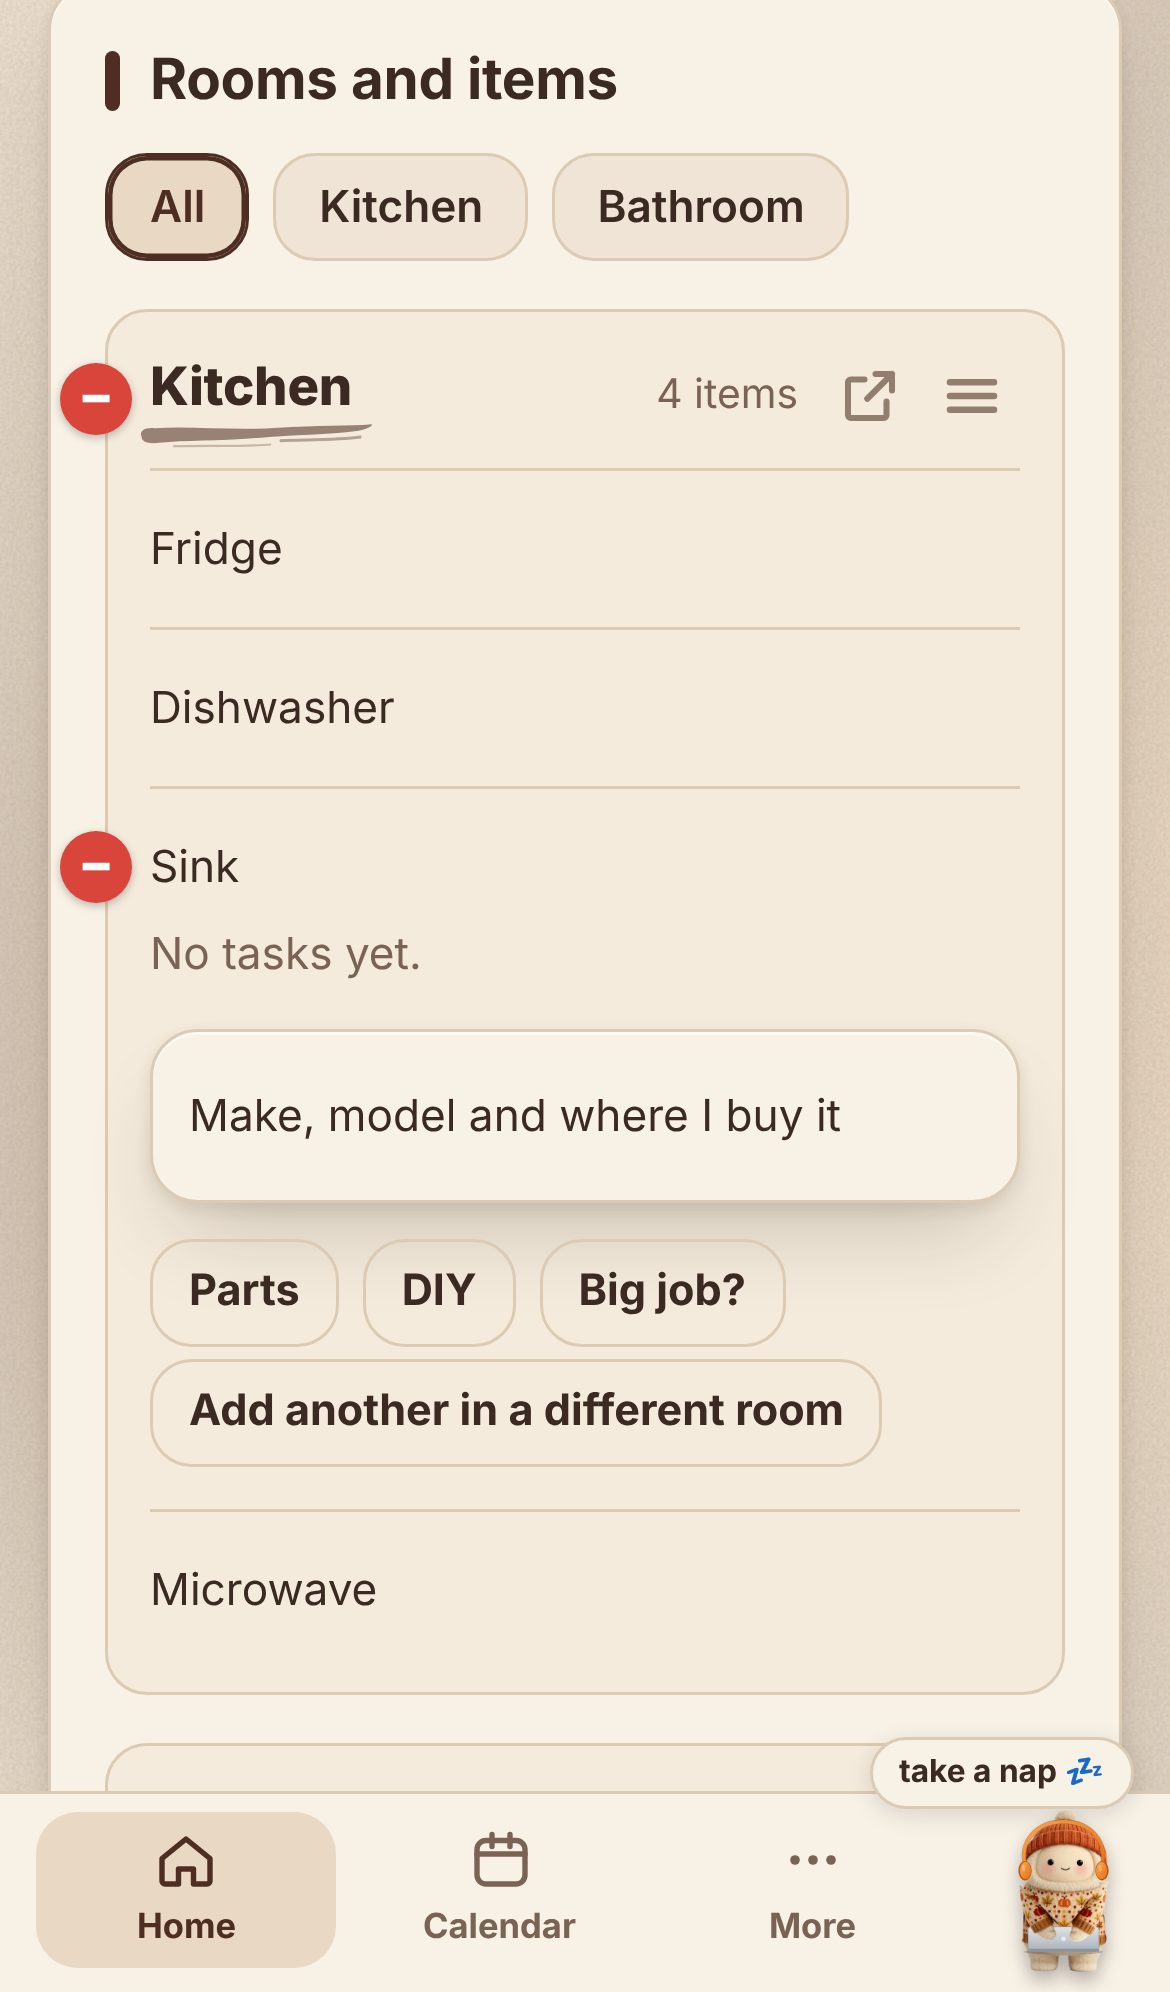 Rooms and items
All Kitchen Bathroom
Kitchen 4 items
Fridge
Dishwasher
Sink
No tasks yet.
Make, model and where I buy it
Parts DIY Big job?
Add another in a different room
Microwave
take a nap 💤
Home Calendar More